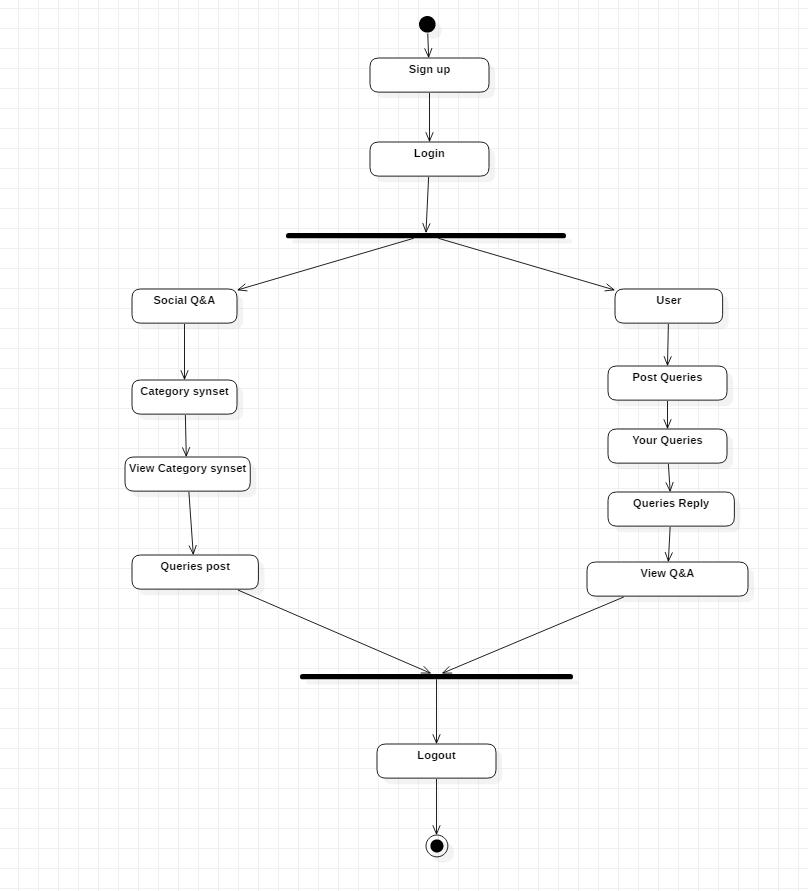 Sign up
Login
Social Q&A
User
Category synset
Post Queries
View Category synset
Your Queries
Queries Reply
Queries post
View Q&A
Logout